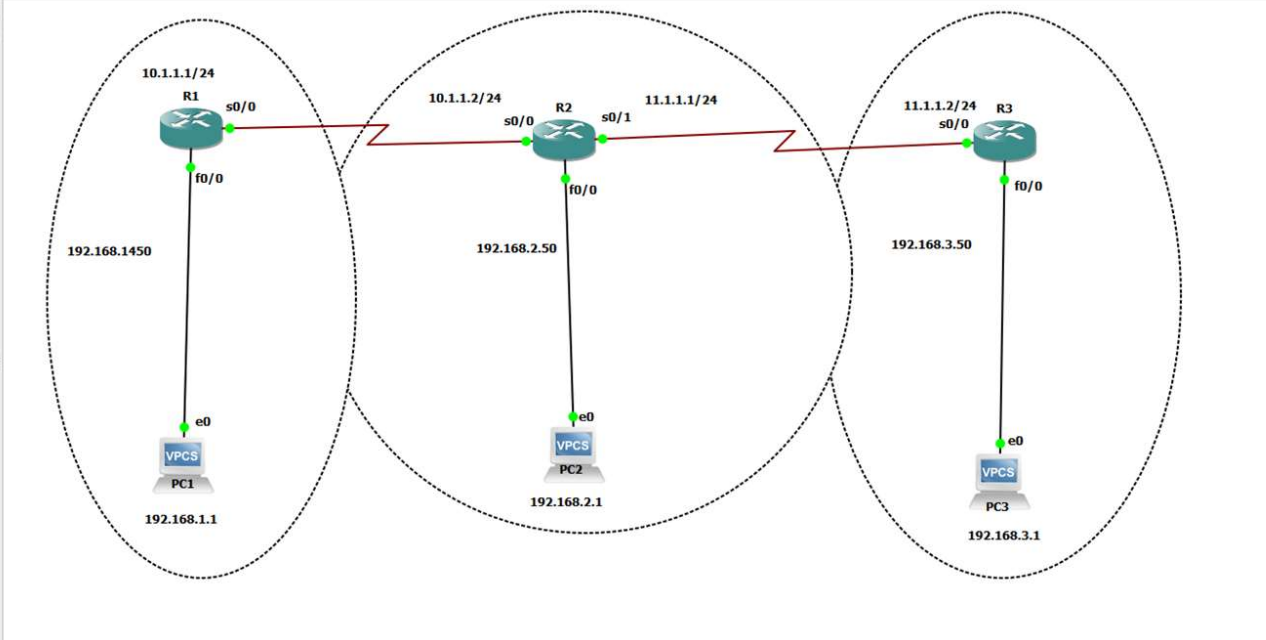 10.1.1.1/24
R1
s0/0
f0/0
192.168.1450
e0
VPCS
PC1
192.168.1.1
10.1.1.2/24
R2
11.1.1.1/24
s0/0
s0/1
f0/0
192.168.2.50
e0
VPCS
PC2
192.168.2.1
11.1.1.2/24
R3
s0/0
f0/0
192.168.3.50
e0
VPCS
PC3
192.168.3.1